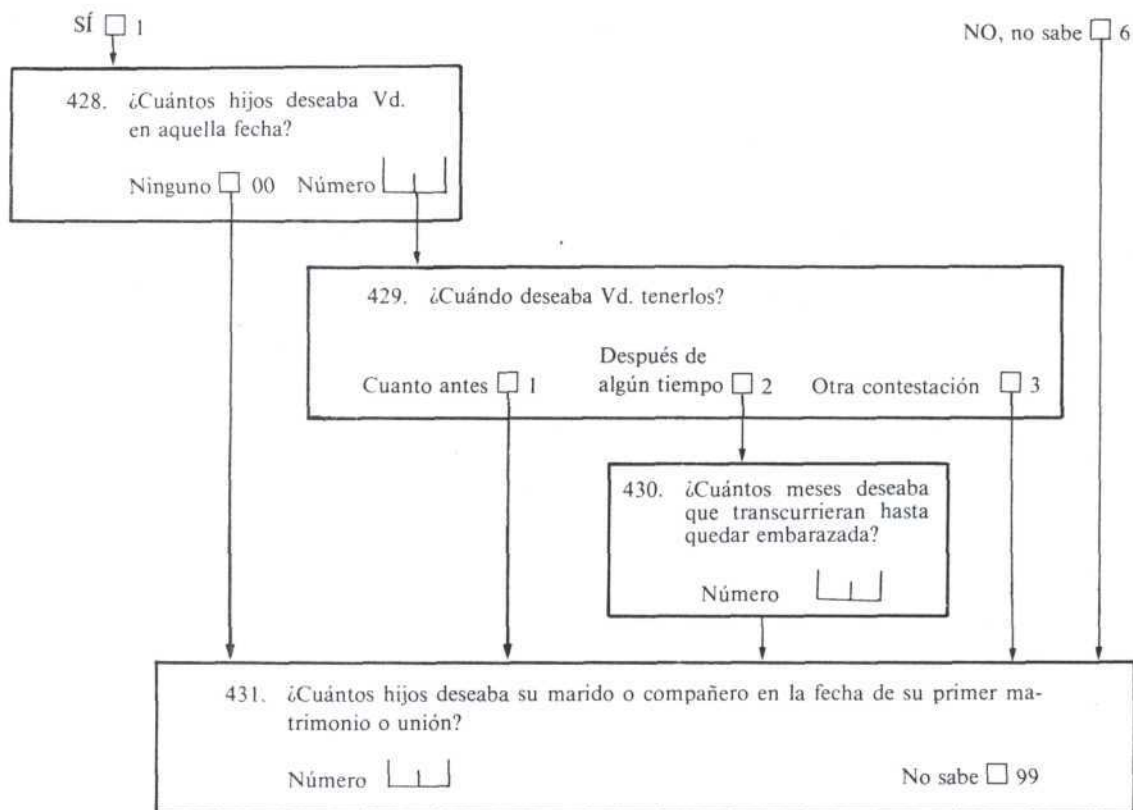 SÍ □ 1
NO, no sabe □ 6
428. ¿Cuántos hijos deseaba Vd.
en aquella fecha?
Ninguno □ 00 Número
429. ¿Cuándo deseaba Vd. tenerlos?
Cuanto antes □ 1
Después de
algún tiempo □ 2
Otra contestación □ 3
430. ¿Cuántos meses deseaba
que transcurrieran hasta
quedar embarazada?
Número
431. ¿Cuántos hijos deseaba su marido o compañero en la fecha de su primer ma-
trimonio o unión?
Número
No sabe □ 99